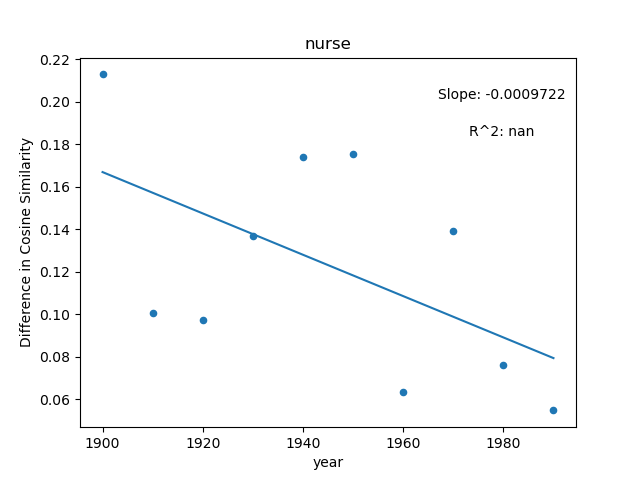 nurse
Slope: -0.0009722
R^2: nan
Difference in Cosine Similarity
0.22
0.20
0.18
0.16
0.14
0.12
0.10
0.08
0.06
1900 1920 1940 1960 1980
year